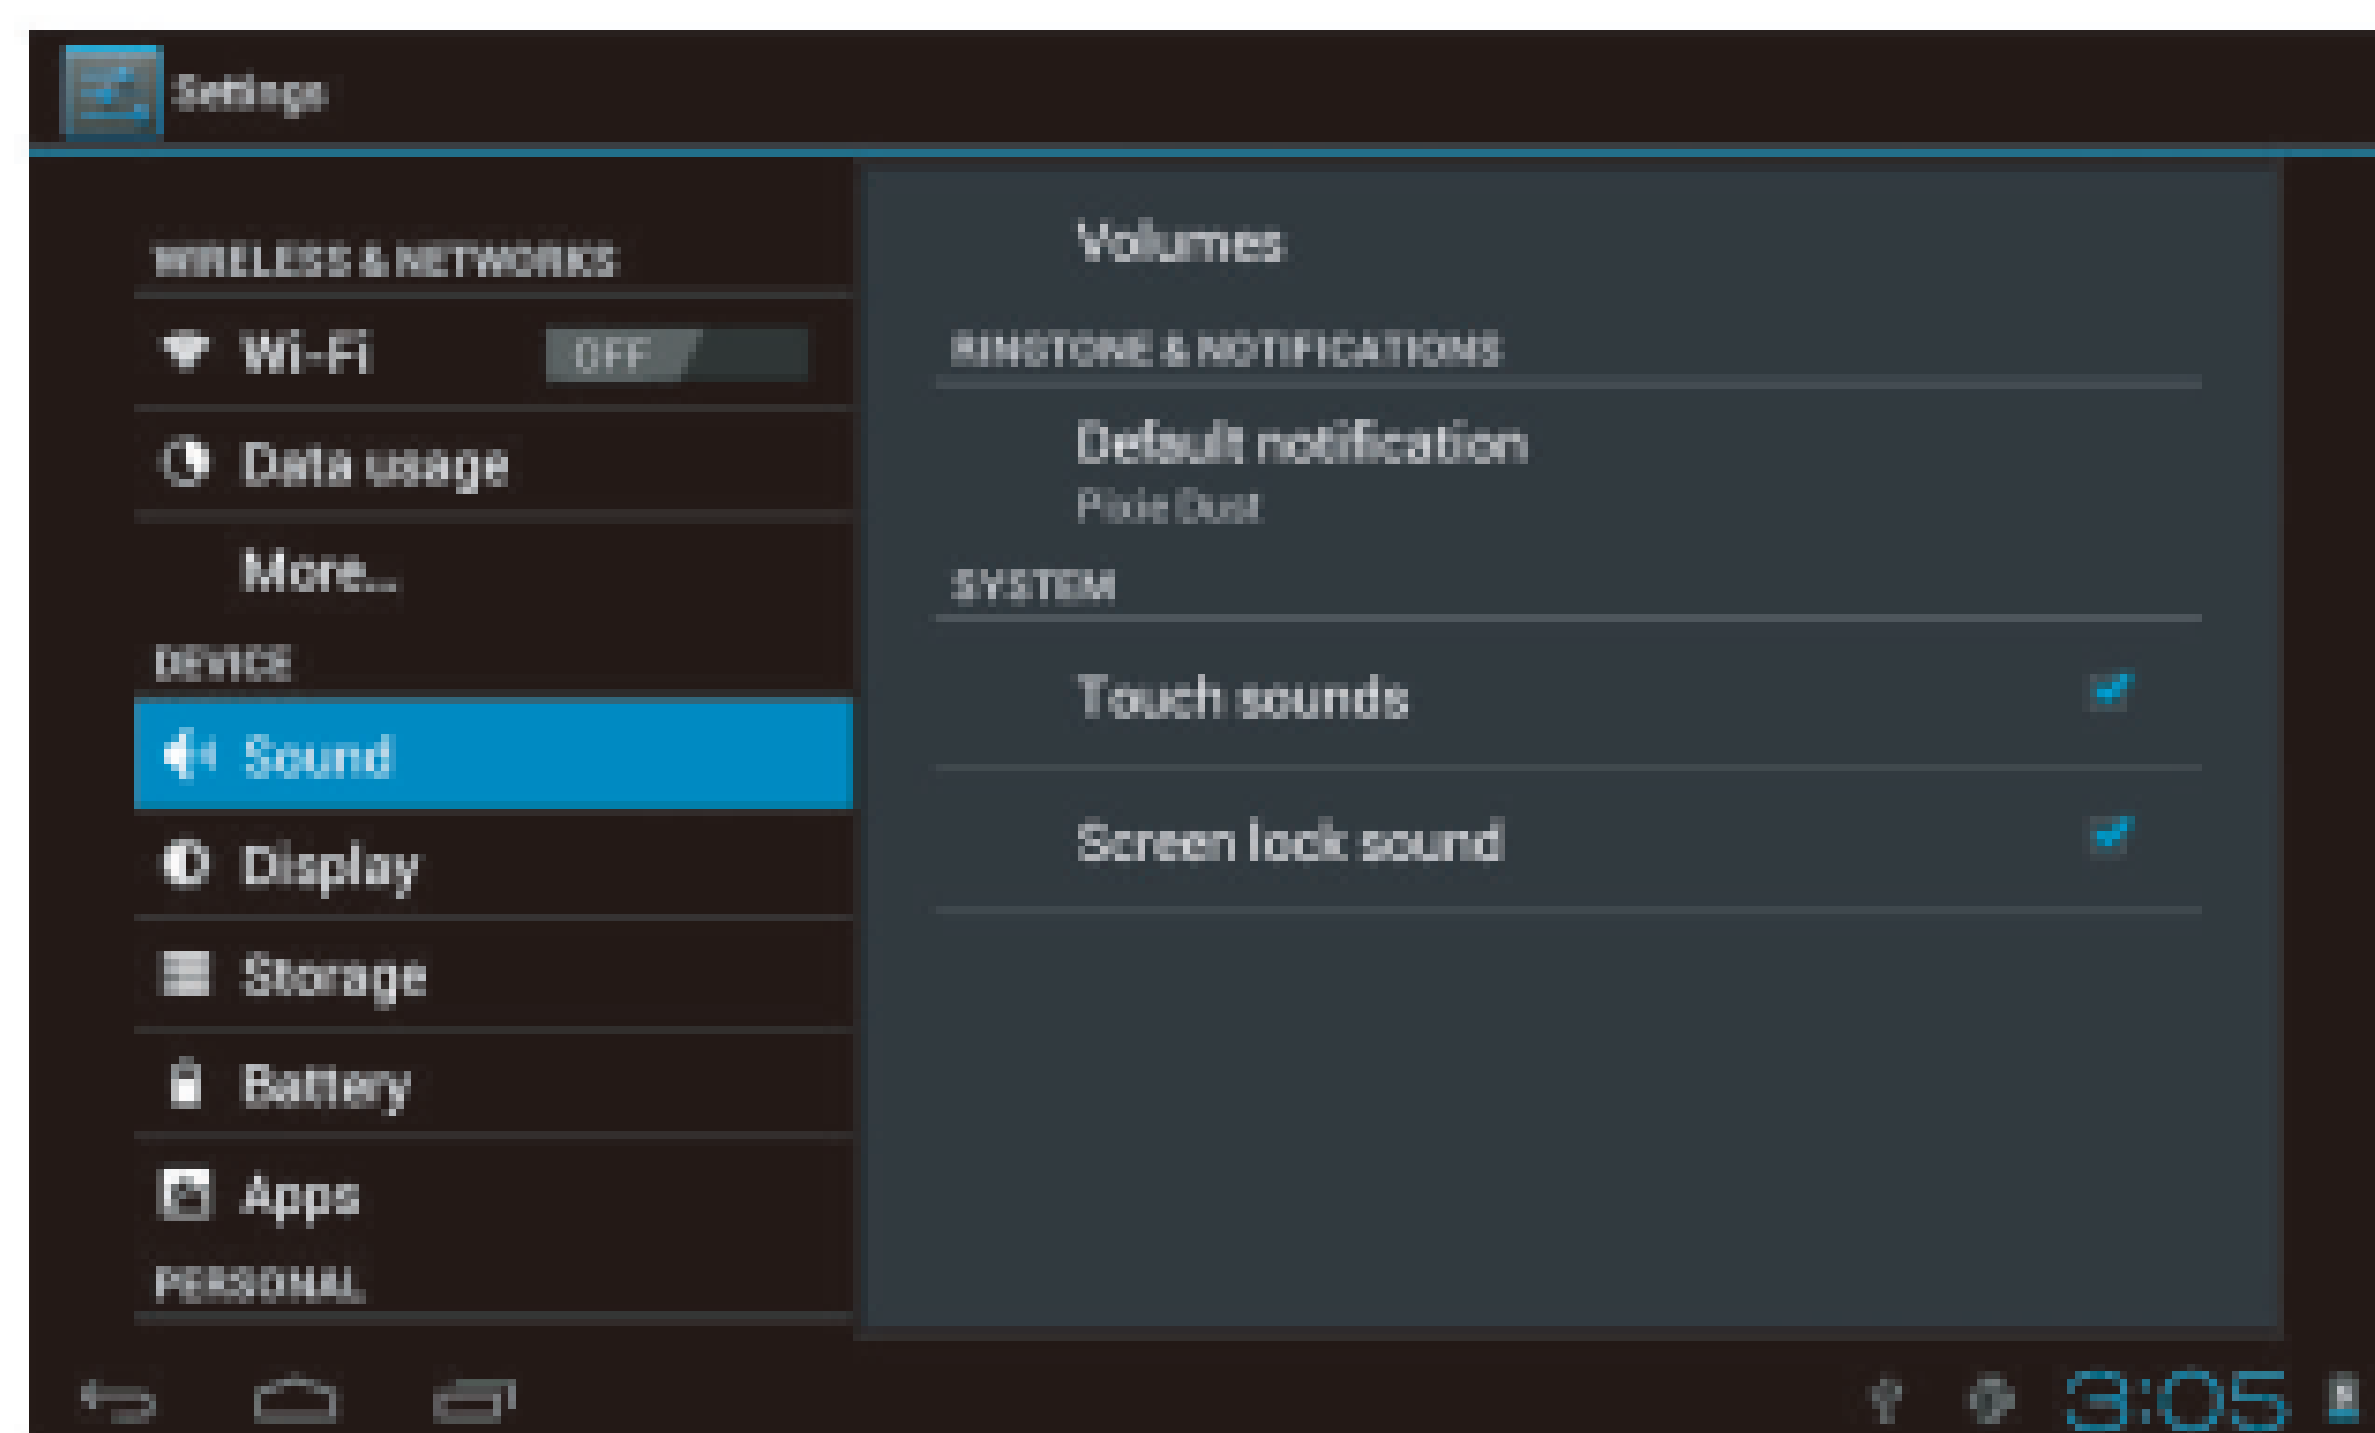 Settings
WIRELESS & NETWORKS
Wi-Fi OFF
Data usage
More...
DEVICE
Sound
Display
Storage
Battery
Apps
PERSONAL
Volumes
RINGTONE & NOTIFICATIONS
Default notification
Pixie Dust
SYSTEM
Touch sounds
Screen lock sound
3:05